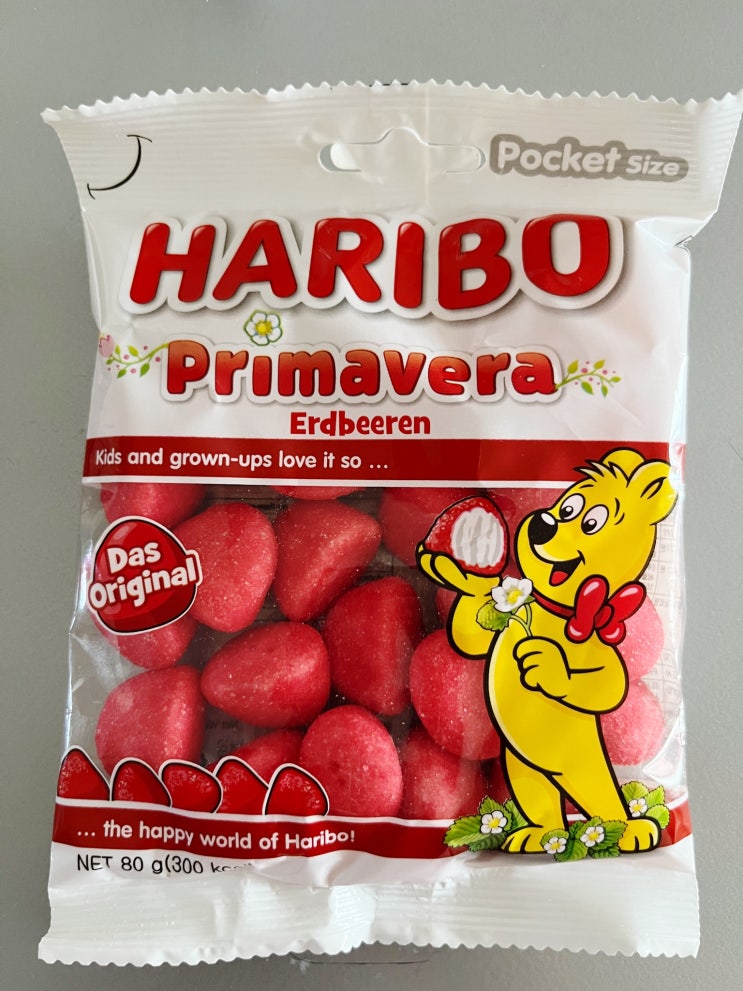 Pocket Size
HARIBO
Primavera
Erdbeeren
Kids and grown-ups love it so ...
Das
Original
... the happy world of Haribo!
NET 80 g(300